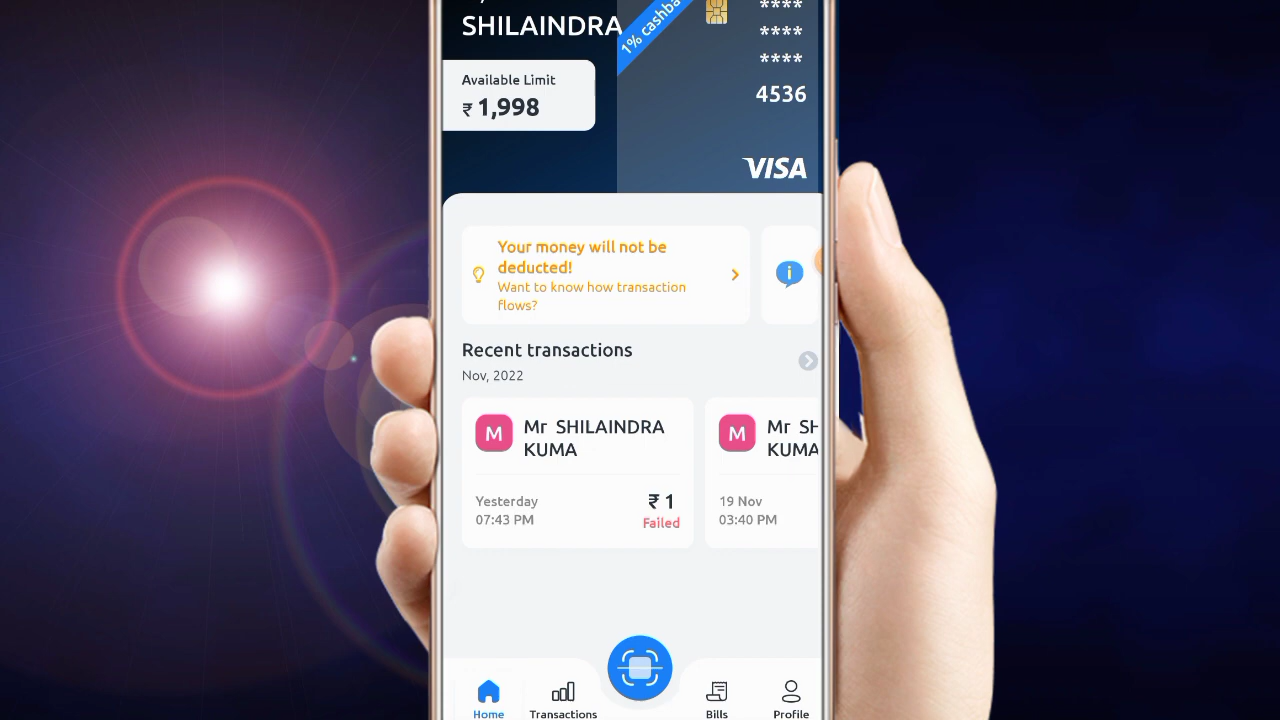 SHILAINDRA
1% cashba
****
****
****
4536
Available Limit
₹ 1,998
VISA
Your money will not be
deducted!
Want to know how transaction
flows?
i
Recent transactions
Nov, 2022
M
Mr SHILAINDRA
KUMA
Yesterday
07:43 PM
₹ 1
Failed
M
Mr SH
KUMA
19 Nov
03:40 PM
Home
Transactions
Bills
Profile